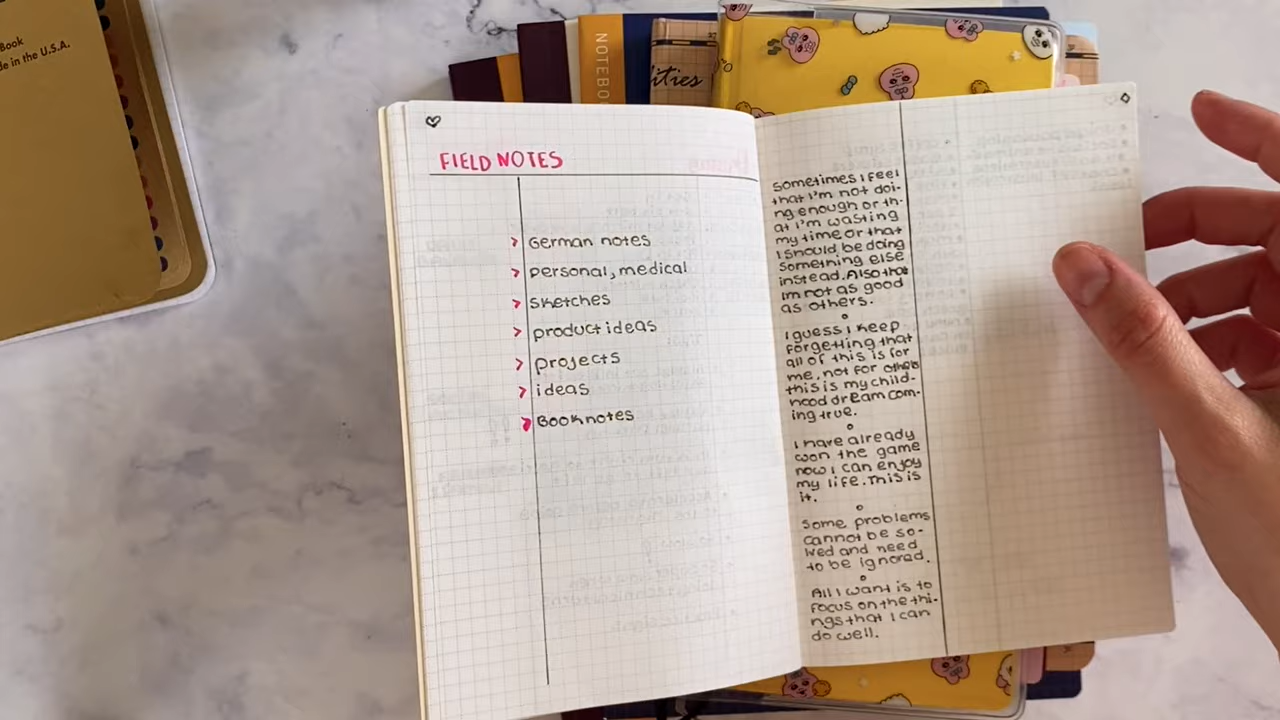 Book
de in the U.S.A.
NOTEBO
ities
FIELD NOTES
German notes
personal, medical
sketches
product ideas
projects
ideas
Booknotes
sometimes i feel
that i'm not doi-
ng enough or th-
at i'm wasting
my time or that
i should be doing
something else
instead. Also that
im not as good
as others.
i guess i keep
forgetting that
all of this is for
me, not for others
this is my child-
hood dream com-
ing true.
i have already
won the game
now i can enjoy
my life. This is
it.
Some problems
cannot be so-
lved and need
to be ignored.
All i want is to
focus on the thi-
ngs that i can
do well.